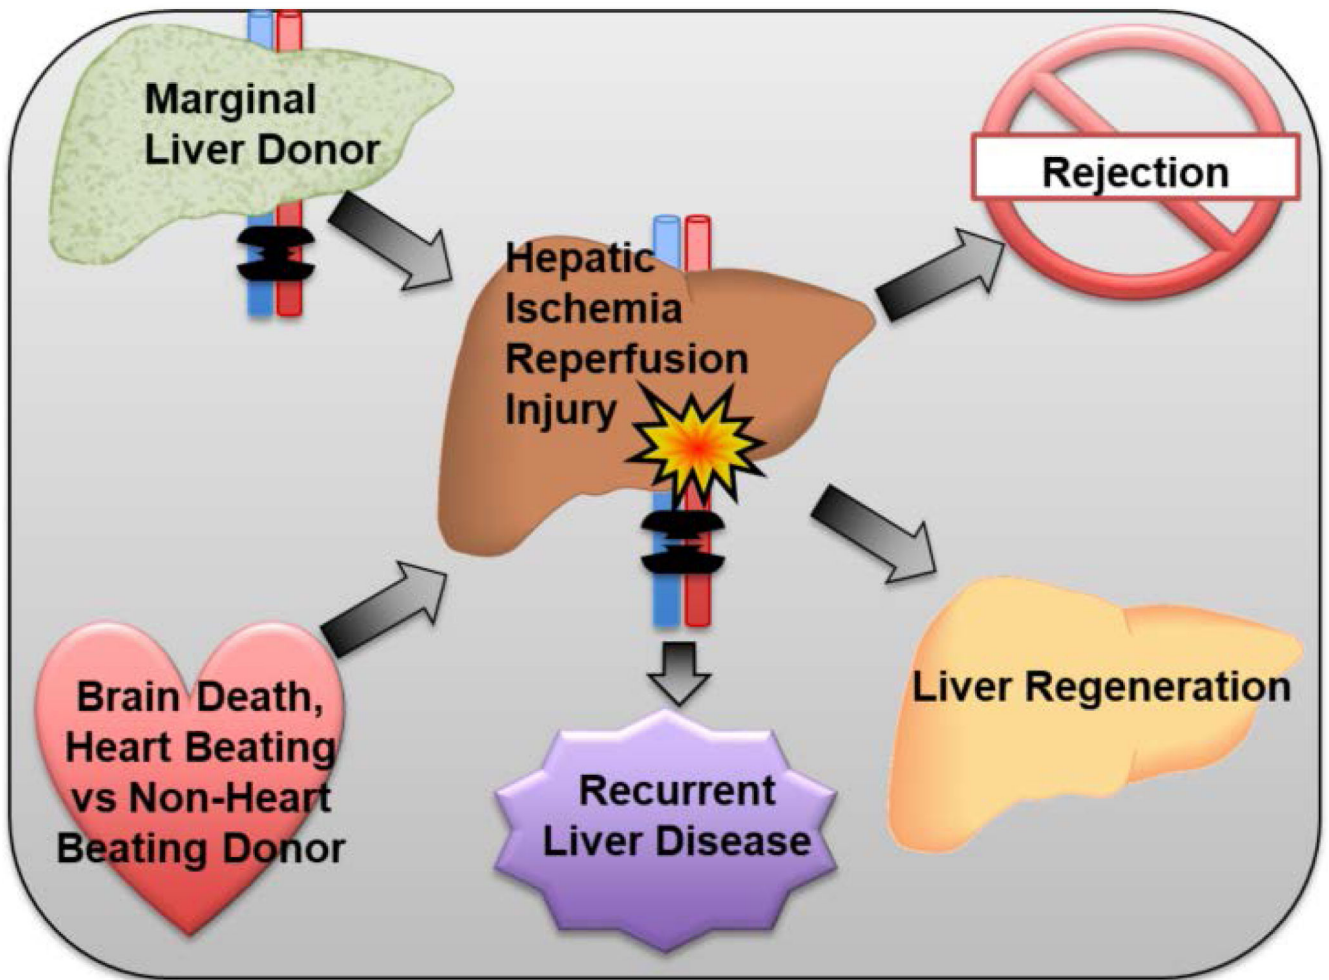 Marginal
Liver Donor
Rejection
Hepatic
Ischemia
Reperfusion
Injury
Brain Death,
Heart Beating
vs Non-Heart
Beating Donor
Recurrent
Liver Disease
Liver Regeneration